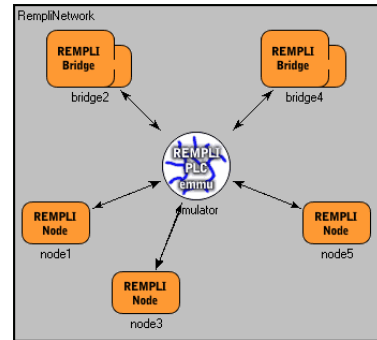 RempliNetwork
REMPLI
Bridge
bridge2
REMPLI
Bridge
bridge4
REMPLI
PLC
emmu
mulator
REMPLI
Node
node1
REMPLI
Node
node5
REMPLI
Node
node3